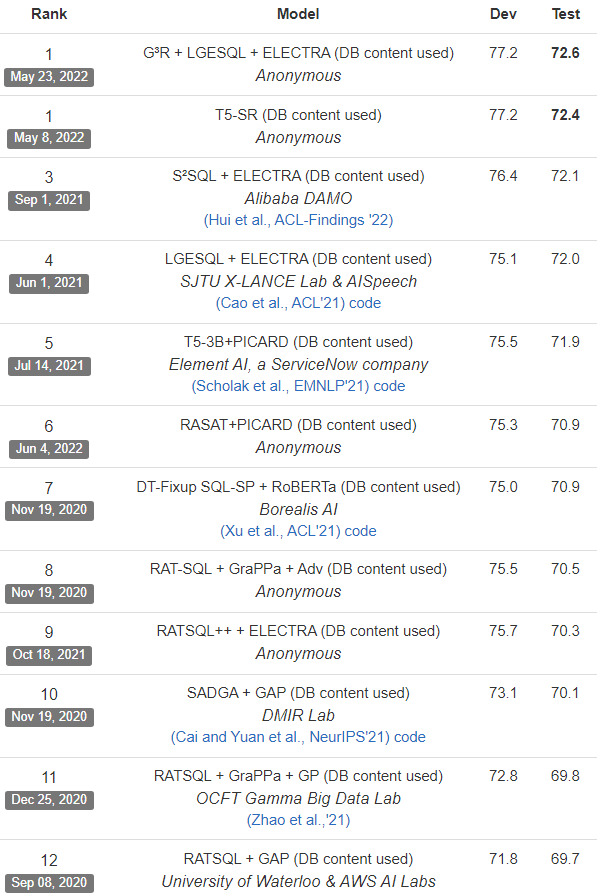 Rank Model Dev Test
1 G³R + LGESQL + ELECTRA (DB content used) 77.2 72.6
May 23, 2022 Anonymous
1 T5-SR (DB content used) 77.2 72.4
May 8, 2022 Anonymous
3 S²SQL + ELECTRA (DB content used) 76.4 72.1
Sep 1, 2021 Alibaba DAMO
(Hui et al., ACL-Findings '22)
4 LGESQL + ELECTRA (DB content used) 75.1 72.0
Jun 1, 2021 SJTU X-LANCE Lab & AISpeech
(Cao et al., ACL'21) code
5 T5-3B+PICARD (DB content used) 75.5 71.9
Jul 14, 2021 Element AI, a ServiceNow company
(Scholak et al., EMNLP'21) code
6 RASAT+PICARD (DB content used) 75.3 70.9
Jun 4, 2022 Anonymous
7 DT-Fixup SQL-SP + RoBERTa (DB content used) 75.0 70.9
Nov 19, 2020 Borealis AI
(Xu et al., ACL'21) code
8 RAT-SQL + GraPPa + Adv (DB content used) 75.5 70.5
Nov 19, 2020 Anonymous
9 RATSQL++ + ELECTRA (DB content used) 75.7 70.3
Oct 18, 2021 Anonymous
10 SADGA + GAP (DB content used) 73.1 70.1
Nov 19, 2020 DMIR Lab
(Cai and Yuan et al., NeurIPS'21) code
11 RATSQL + GraPPa + GP (DB content used) 72.8 69.8
Dec 25, 2020 OCFT Gamma Big Data Lab
(Zhao et al.,'21)
12 RATSQL + GAP (DB content used) 71.8 69.7
Sep 08, 2020 University of Waterloo & AWS AI Labs